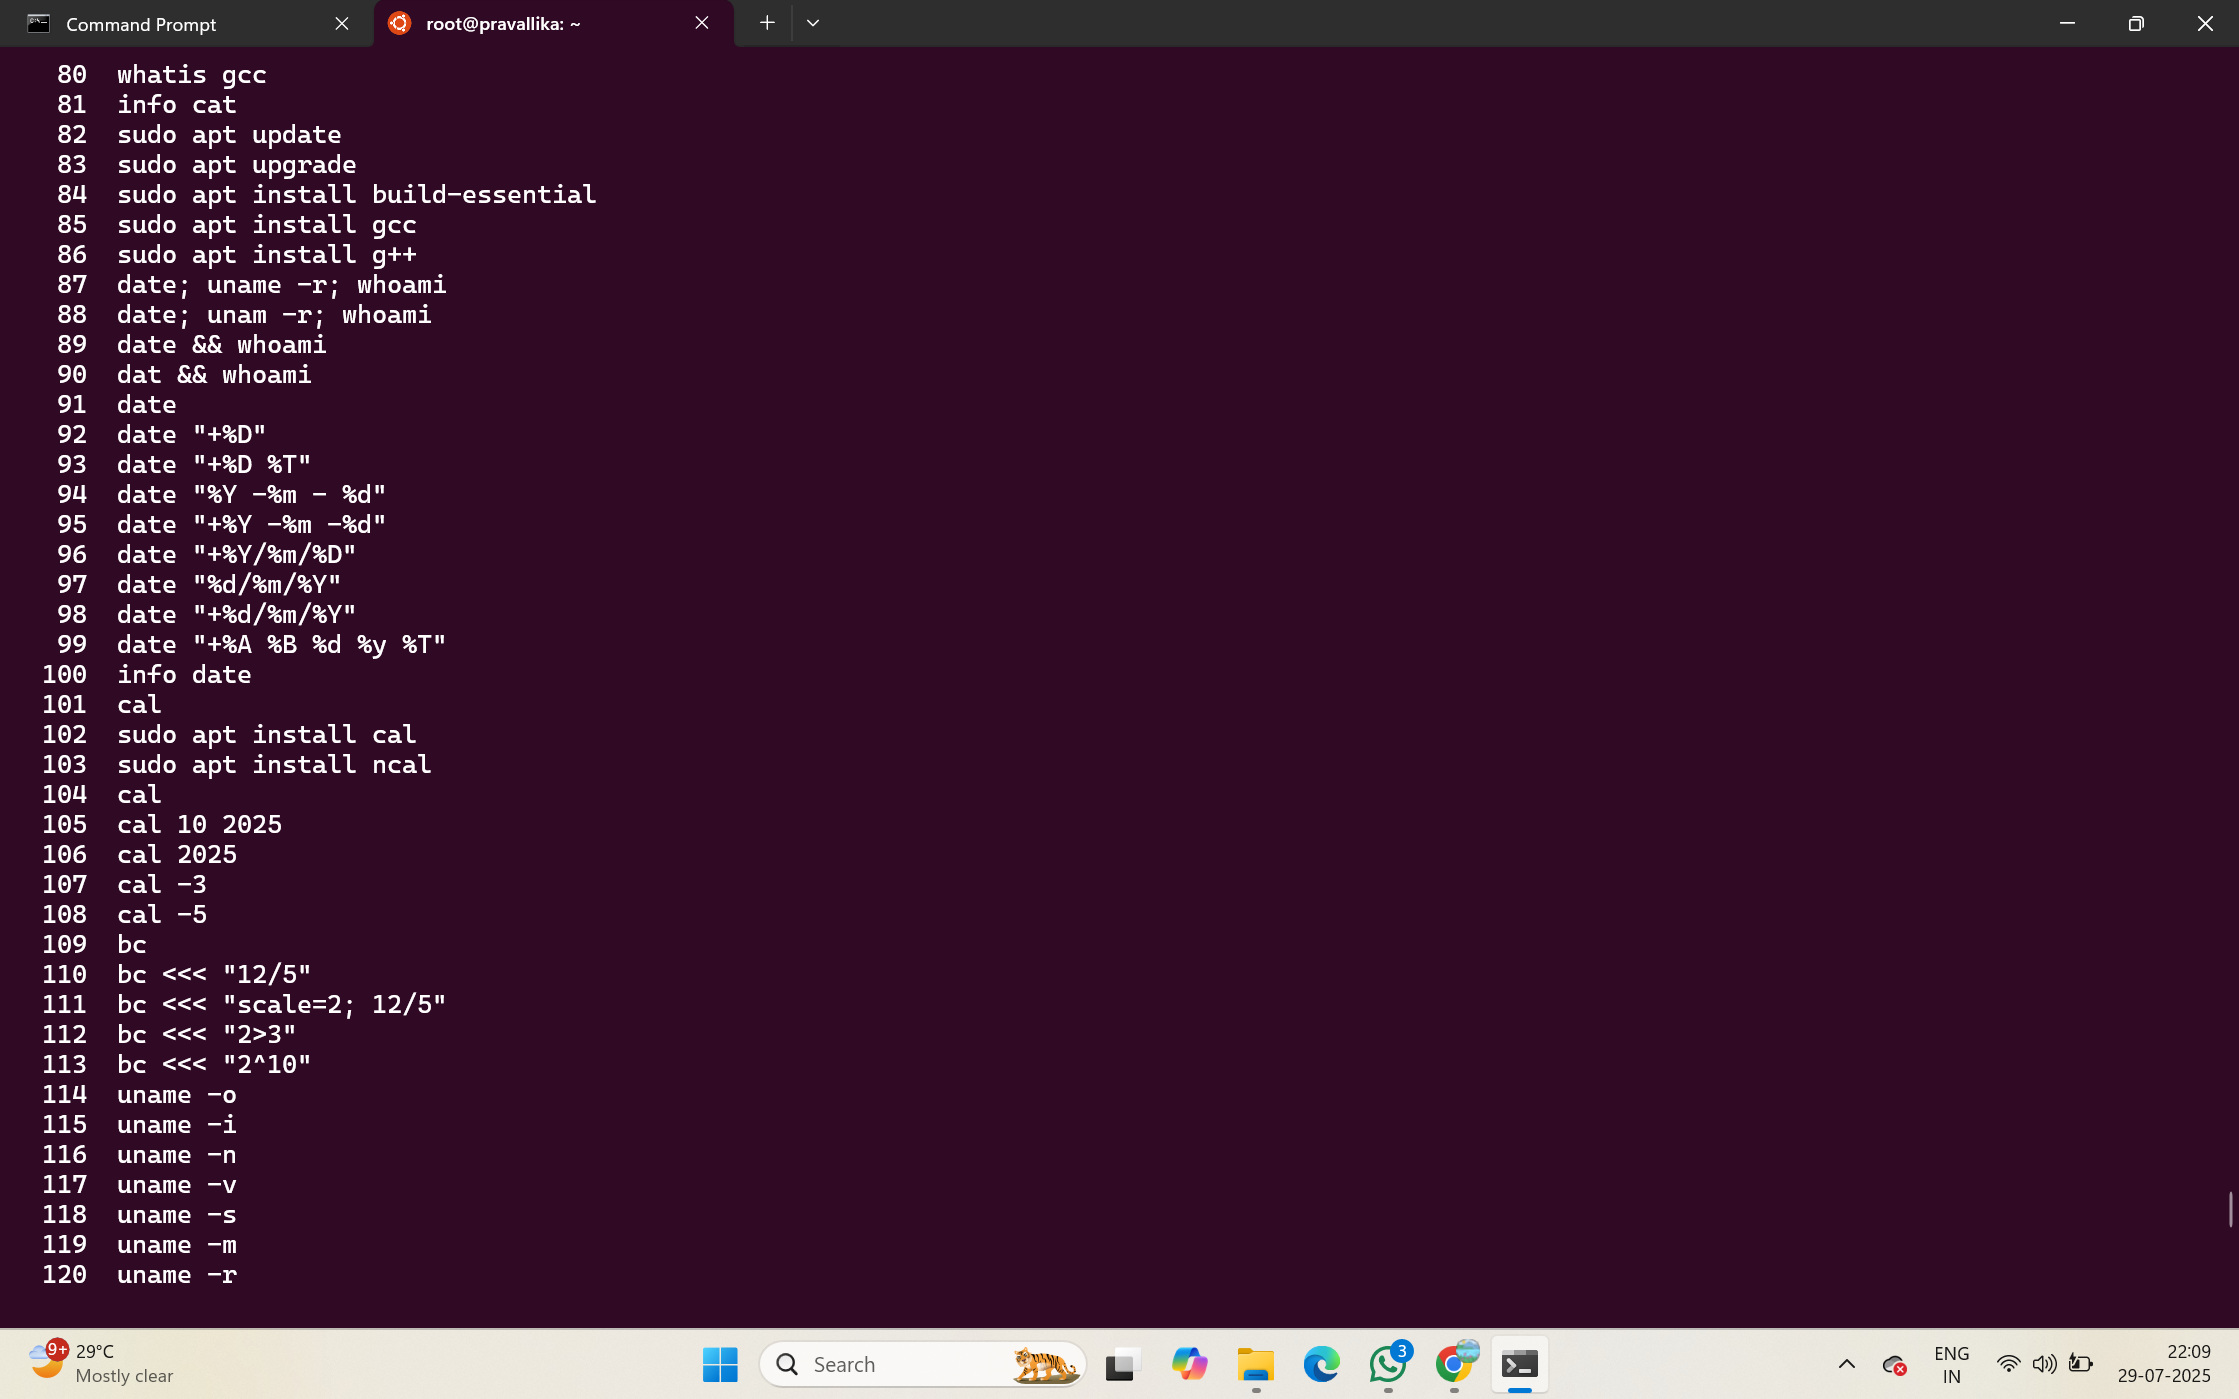 Command Prompt
root@pravallika: ~
80 whatis gcc
81 info cat
82 sudo apt update
83 sudo apt upgrade
84 sudo apt install build-essential
85 sudo apt install gcc
86 sudo apt install g++
87 date; uname -r; whoami
88 date; unam -r; whoami
89 date && whoami
90 dat && whoami
91 date
92 date "+%D"
93 date "+%D %T"
94 date "%Y -%m - %d"
95 date "+%Y -%m -%d"
96 date "+%Y/%m/%D"
97 date "%d/%m/%Y"
98 date "+%d/%m/%Y"
99 date "+%A %B %d %y %T"
100 info date
101 cal
102 sudo apt install cal
103 sudo apt install ncal
104 cal
105 cal 10 2025
106 cal 2025
107 cal -3
108 cal -5
109 bc
110 bc <<< "12/5"
111 bc <<< "scale=2; 12/5"
112 bc <<< "2>3"
113 bc <<< "2^10"
114 uname -o
115 uname -i
116 uname -n
117 uname -v
118 uname -s
119 uname -m
120 uname -r
9+
29°C
Mostly clear
Search
3
ENG
IN
22:09
29-07-2025